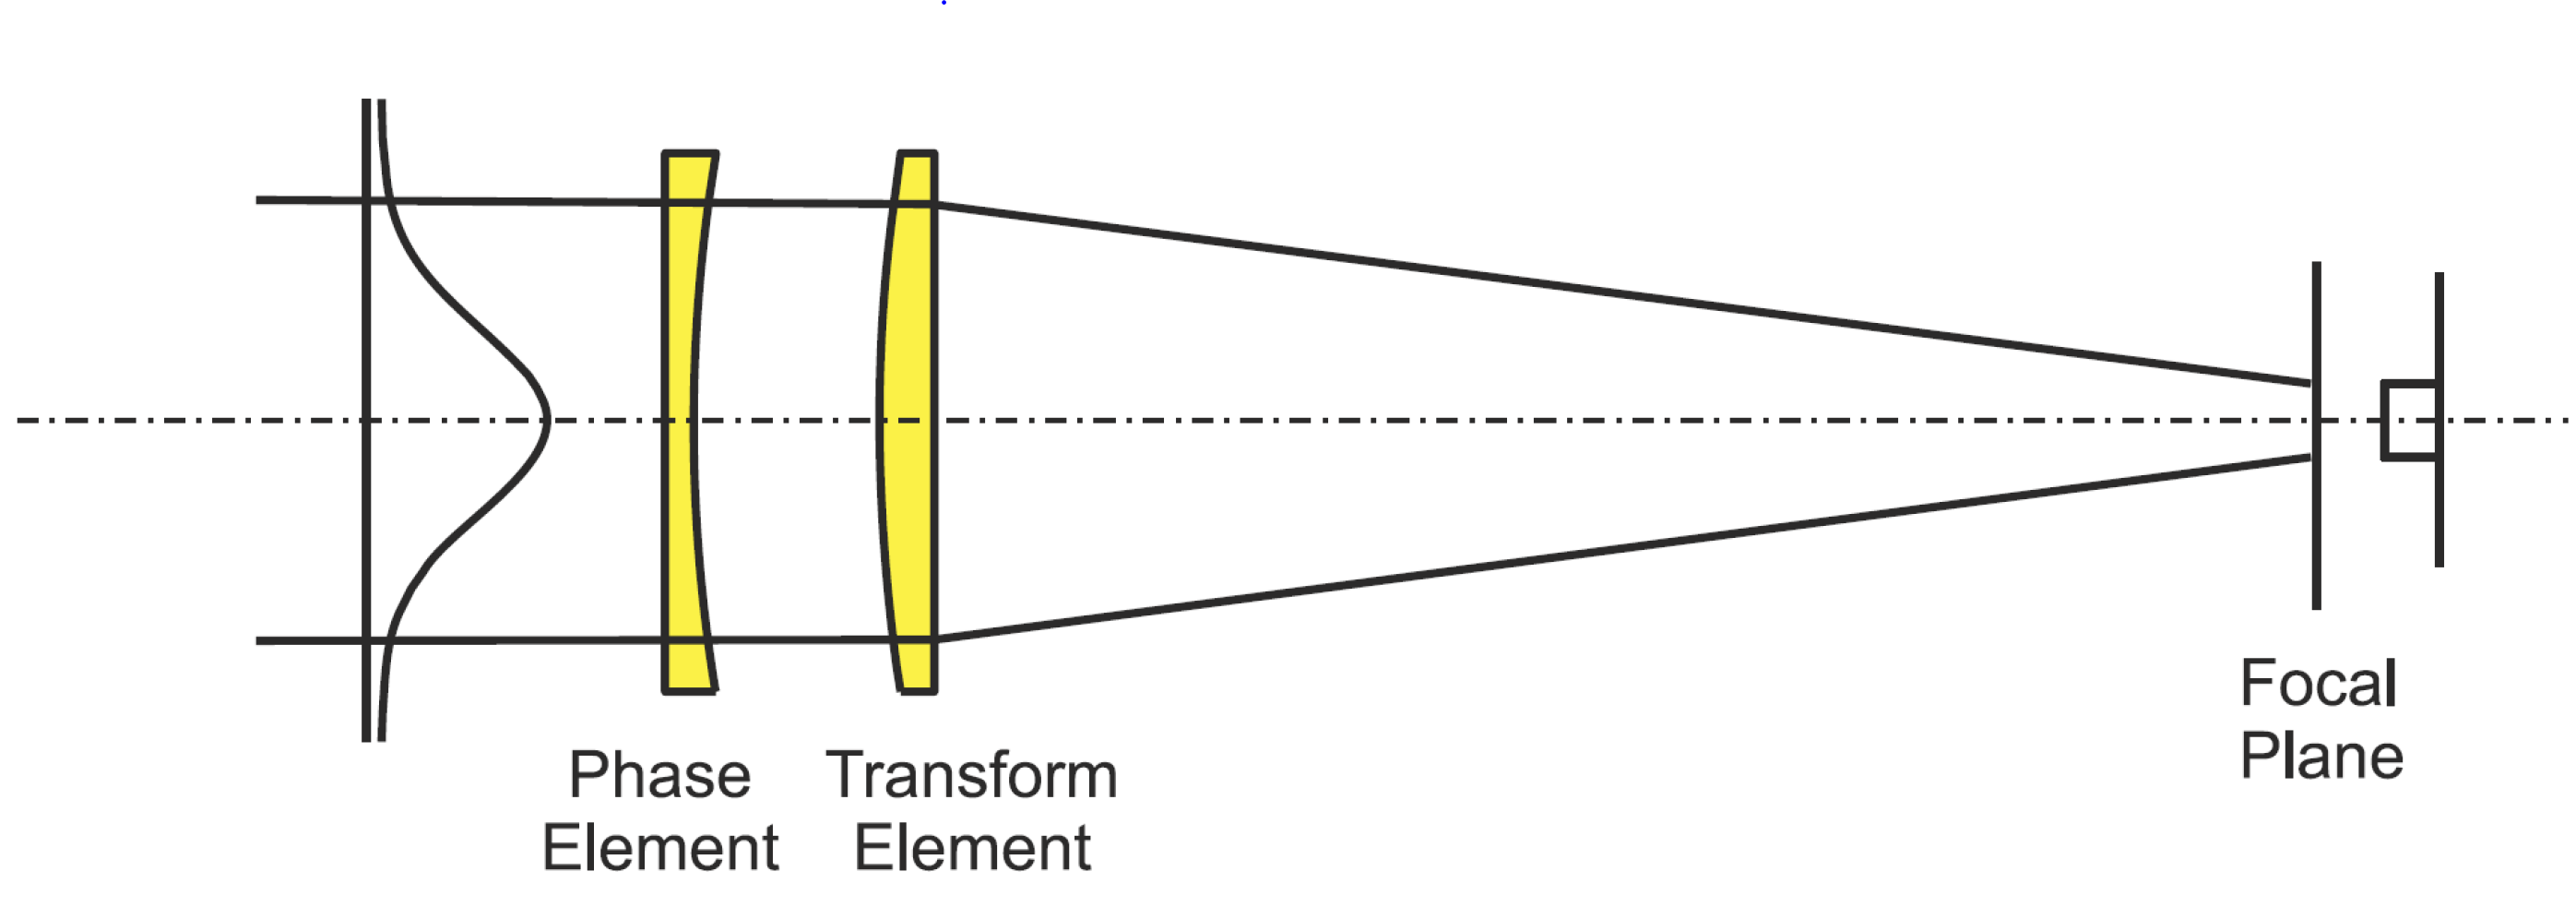 Phase
Element
Transform
Element
Focal
Plane